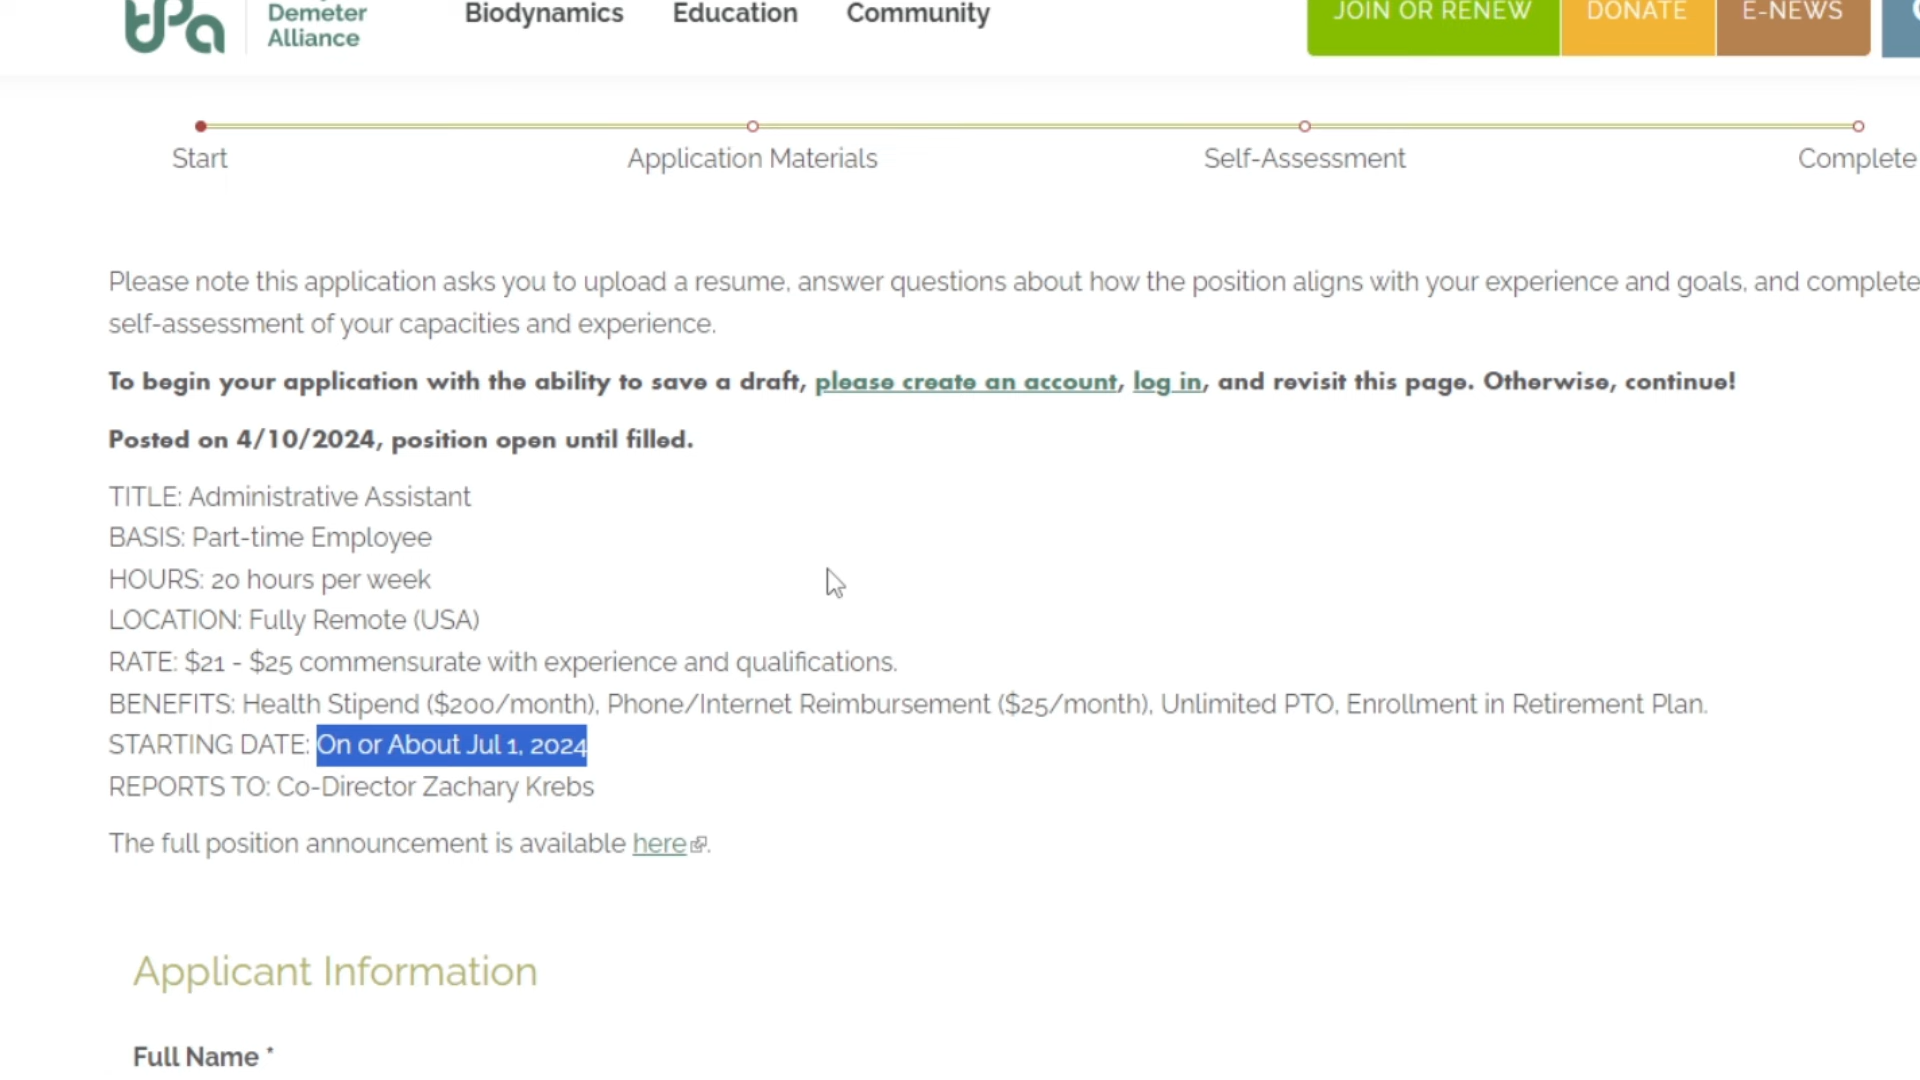 Demeter
Alliance
Biodynamics Education Community
JOIN OR RENEW DONATE E-NEWS
Start Application Materials Self-Assessment Complete
Please note this application asks you to upload a resume, answer questions about how the position aligns with your experience and goals, and complete
self-assessment of your capacities and experience.
To begin your application with the ability to save a draft, please create an account, log in, and revisit this page. Otherwise, continue!
Posted on 4/10/2024, position open until filled.
TITLE: Administrative Assistant
BASIS: Part-time Employee
HOURS: 20 hours per week
LOCATION: Fully Remote (USA)
RATE: $21 - $25 commensurate with experience and qualifications.
BENEFITS: Health Stipend ($200/month), Phone/Internet Reimbursement ($25/month), Unlimited PTO, Enrollment in Retirement Plan.
STARTING DATE: On or About Jul 1, 2024
REPORTS TO: Co-Director Zachary Krebs
The full position announcement is available here.
Applicant Information
Full Name *